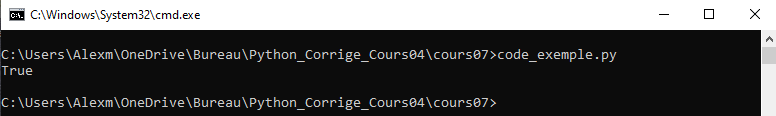 C:\Windows\System32\cmd.exe
C:\Users\Alexm\OneDrive\Bureau\Python_Corrige_Cours04\cours07>code_exemple.py
True
C:\Users\Alexm\OneDrive\Bureau\Python_Corrige_Cours04\cours07>